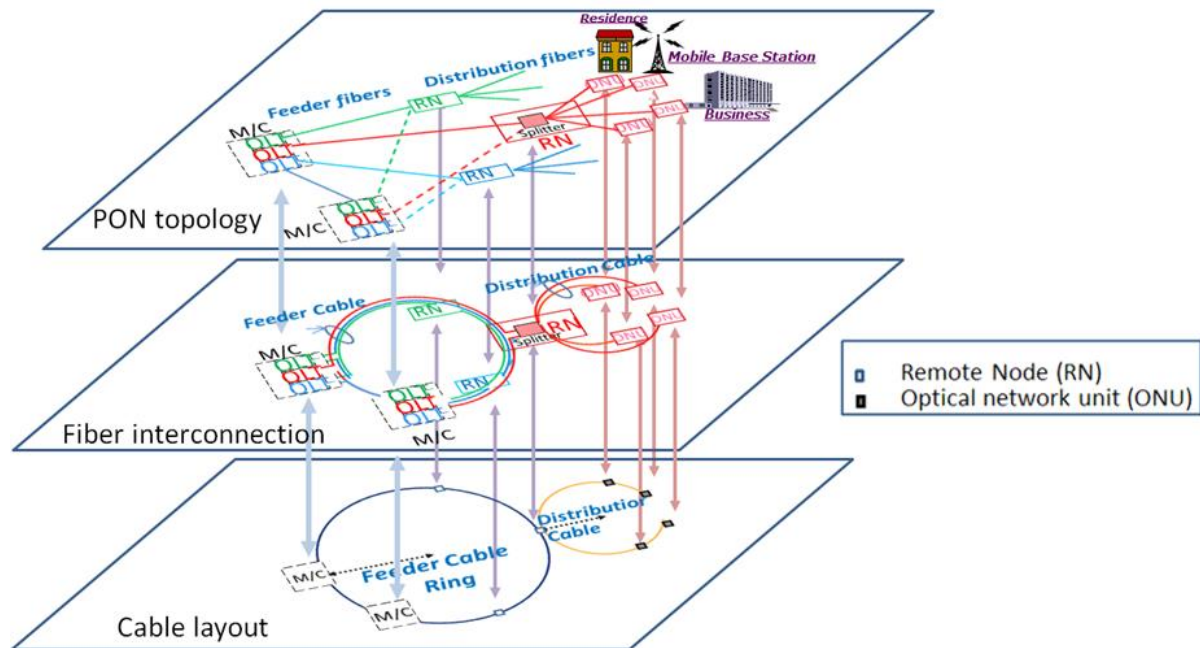 Residence
Mobile Base Station
Business
Distribution fibers
Feeder fibers
RN
ONU
ONU
ONU
ONU
Splitter
RN
RN
M/C
OLT
OLT
OLT
M/C
OLT
OLT
OLT
PON topology
Distribution Cable
Feeder Cable
RN
ONU
ONU
ONU
ONU
Splitter
RN
RN
M/C
OLT
OLT
OLT
OLT
OLT
OLT
M/C
Fiber interconnection
Distribution
Cable
Feeder Cable
Ring
M/C
M/C
Cable layout
Remote Node (RN)
Optical network unit (ONU)